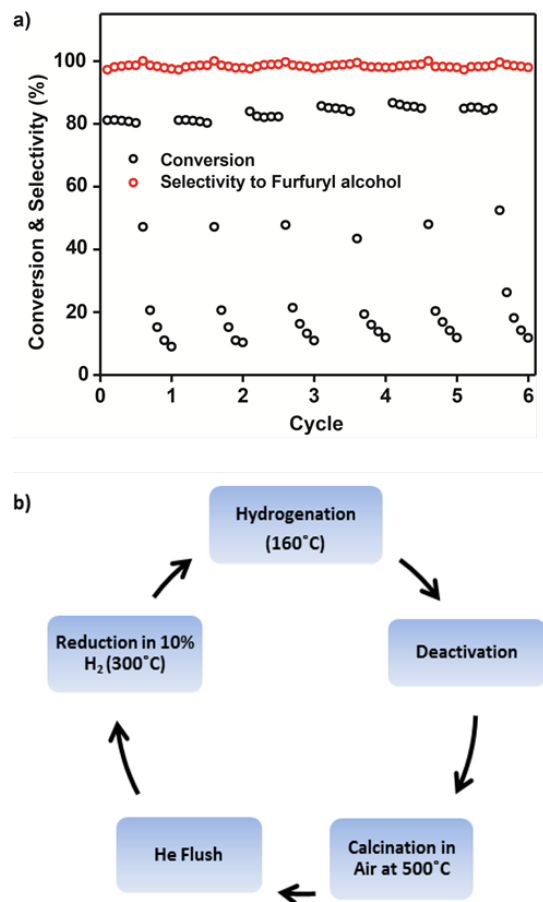 a)
100
80
60
40
20
0
Conversion & Selectivity (%)
Conversion
Selectivity to Furfuryl alcohol
0 1 2 3 4 5 6
Cycle
b)
Hydrogenation
(160˚C)
Deactivation
Calcination in
Air at 500˚C
He Flush
Reduction in 10%
H₂ (300˚C)